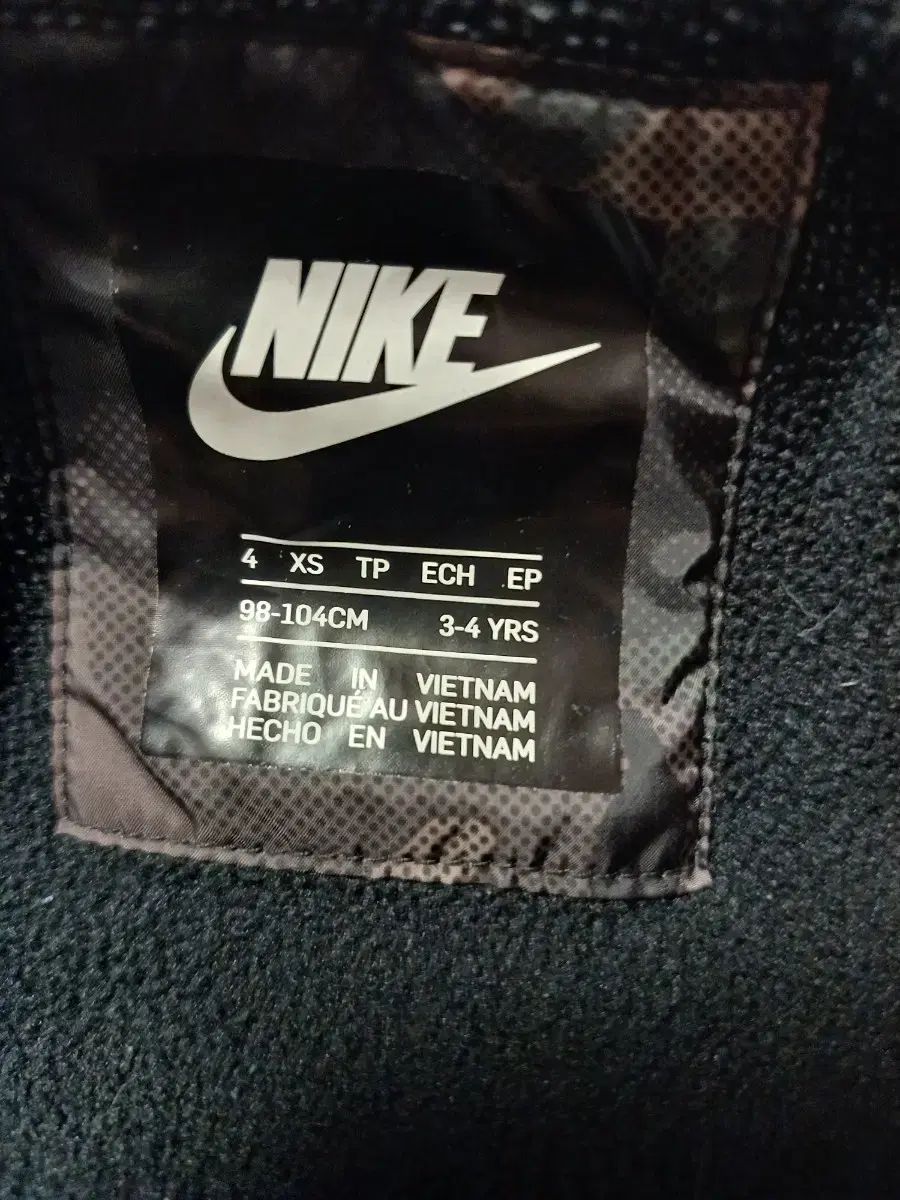 NIKE
4 XS TP ECH EP
98-104CM 3-4 YRS
MADE IN VIETNAM
FABRIQUÉ AU VIETNAM
HECHO EN VIETNAM